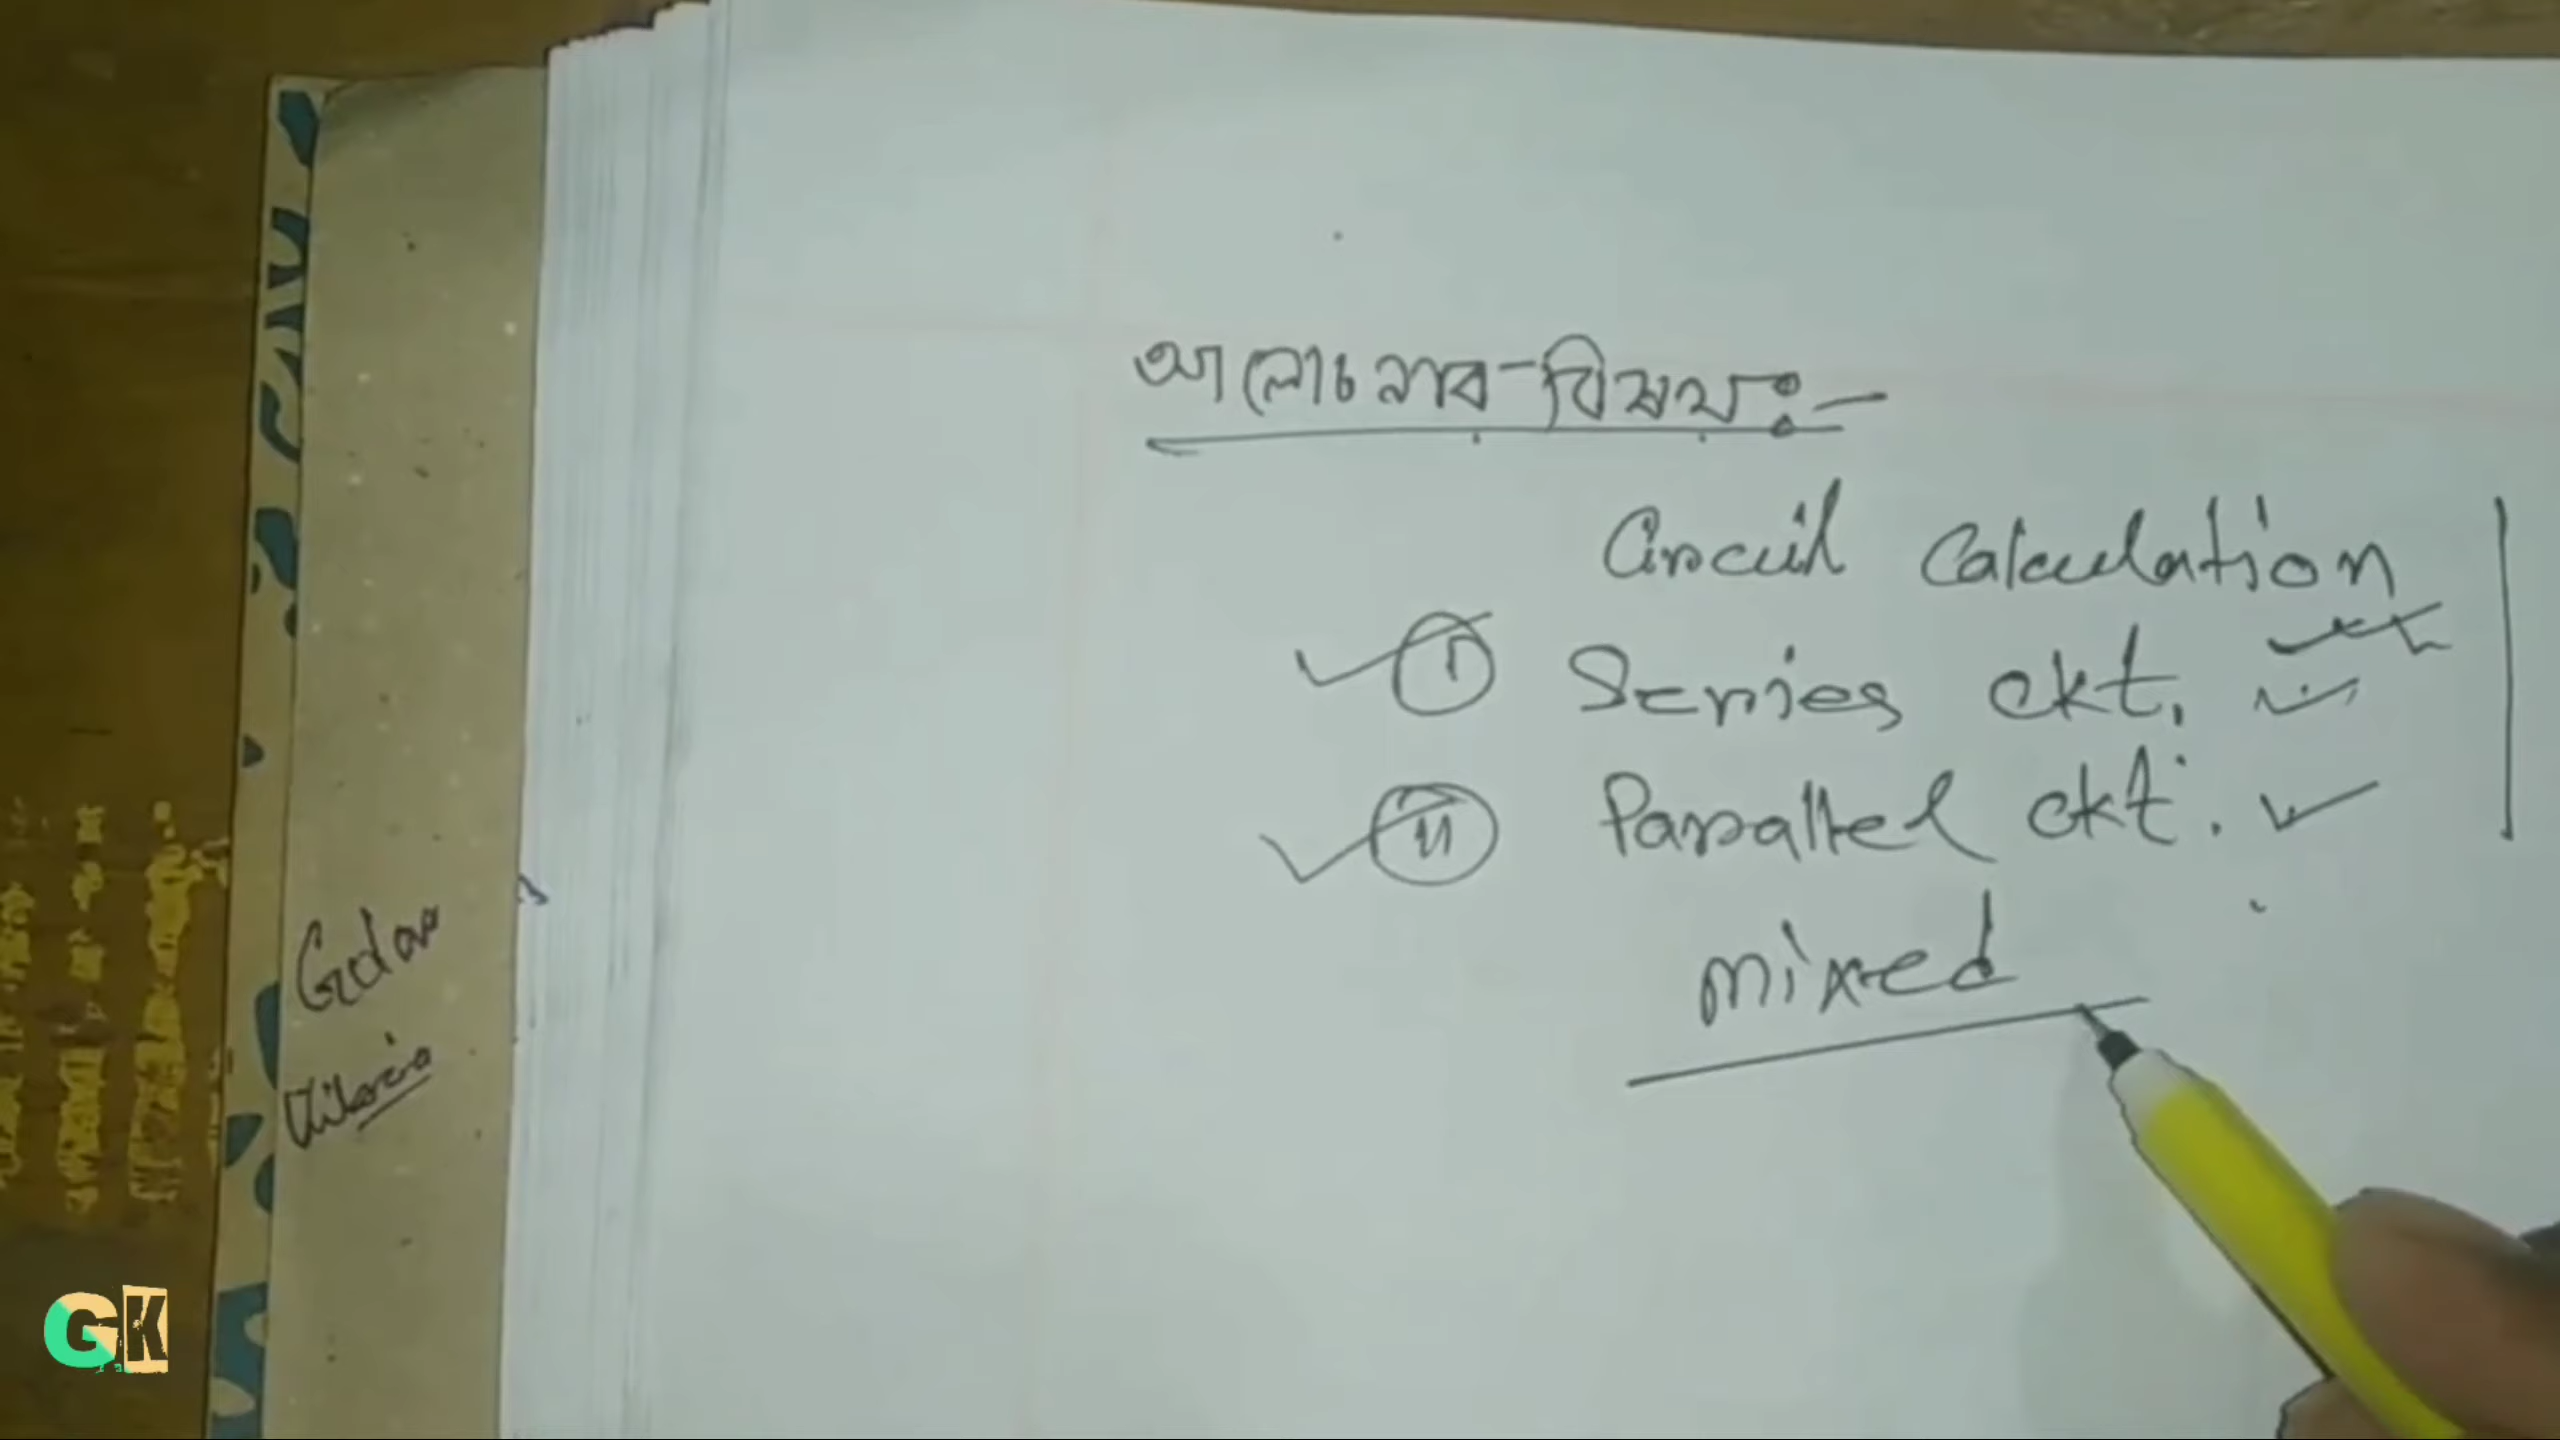 আলোচনার বিষয়ঃ-
Circuit Calculation
I Series ckt.
II Parallel ckt.
mixed
GK